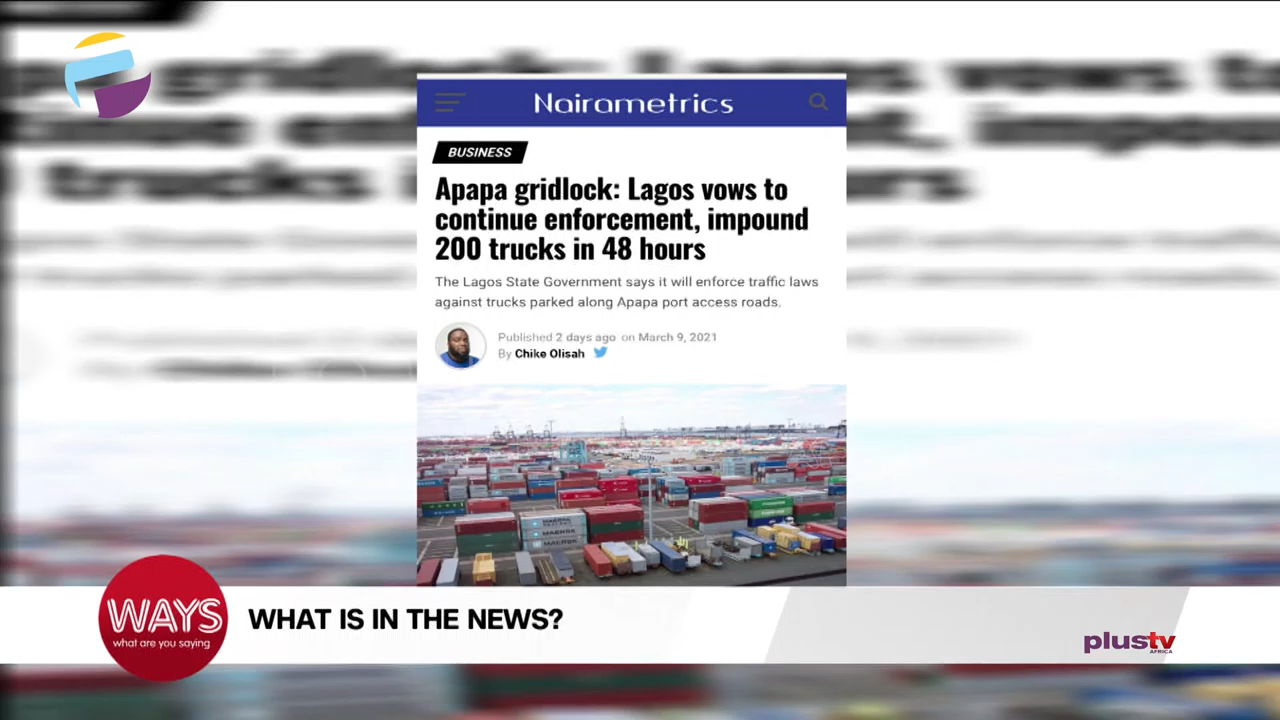 Nairametrics
BUSINESS
Apapa gridlock: Lagos vows to
continue enforcement, impound
200 trucks in 48 hours
The Lagos State Government says it will enforce traffic laws
against trucks parked along Apapa port access roads.
Published 2 days ago on March 9, 2021
By Chike Olisah
MAERSK
MAERSK
WAYS
what are you saying
WHAT IS IN THE NEWS?
plustv
AFRICA